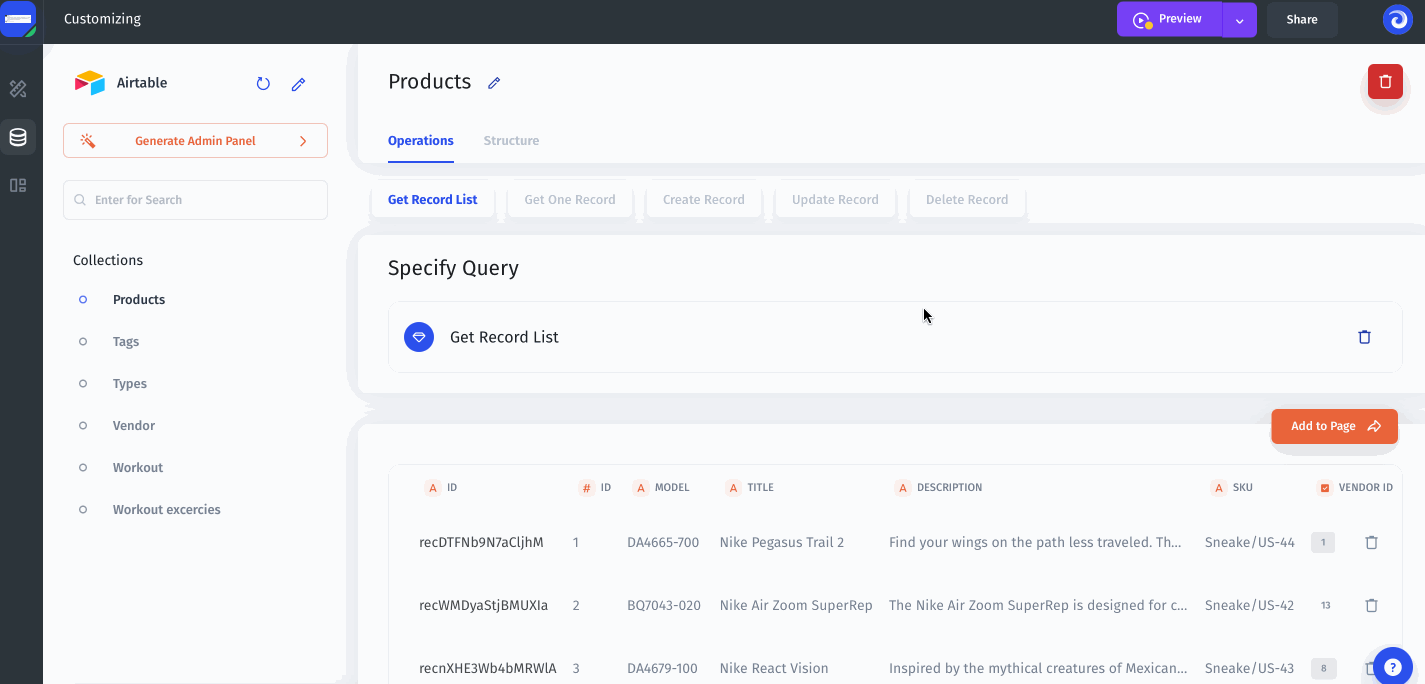 Customizing
Preview
Share
Airtable
Generate Admin Panel
Enter for Search
Collections
Products
Tags
Types
Vendor
Workout
Workout excercies
Products
Operations Structure
Get Record List Get One Record Create Record Update Record Delete Record
Specify Query
Get Record List
Add to Page
A ID # ID A MODEL A TITLE A DESCRIPTION A SKU VENDOR ID
recDTFNb9N7aCljhM 1 DA4665-700 Nike Pegasus Trail 2 Find your wings on the path less traveled. Th... Sneake/US-44 1
recWMDyaStjBMUXIa 2 BQ7043-020 Nike Air Zoom SuperRep The Nike Air Zoom SuperRep is designed for c... Sneake/US-42 13
recnXHE3Wb4bMRWlA 3 DA4679-100 Nike React Vision Inspired by the mythical creatures of Mexican... Sneake/US-43 8
?